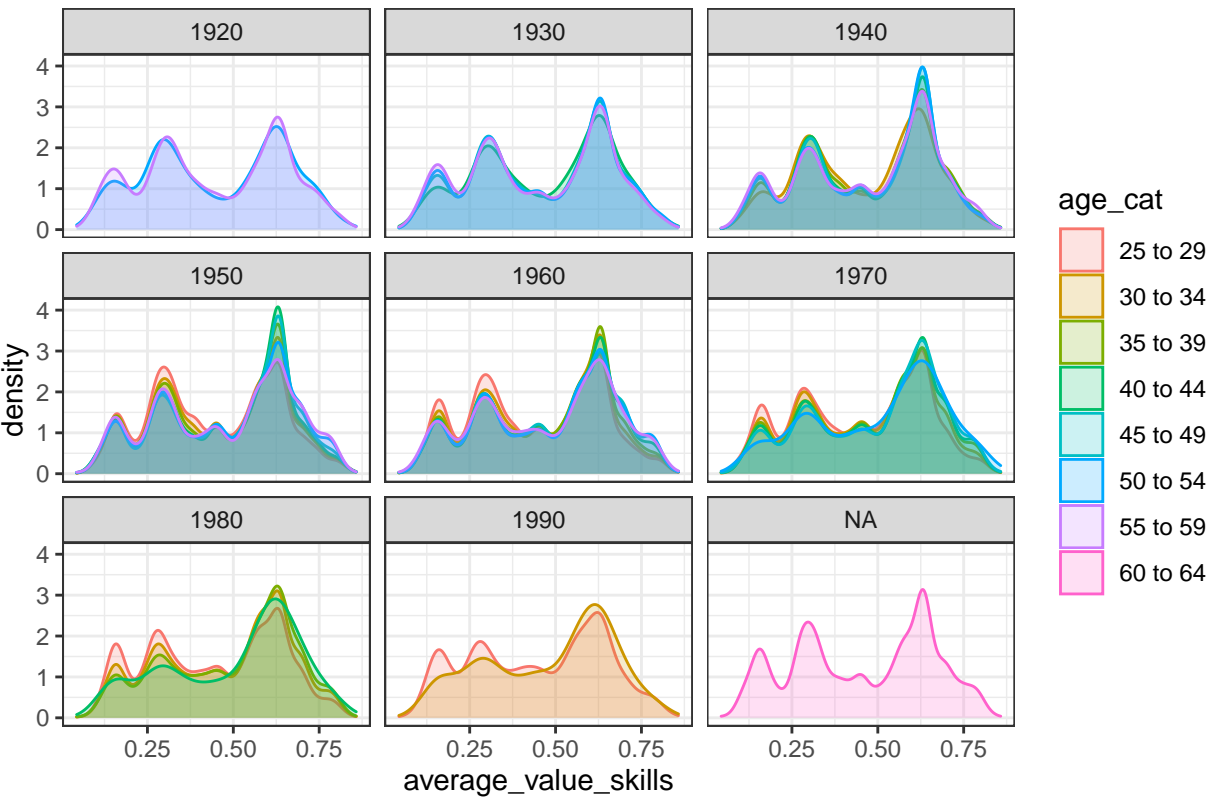 1920 1930 1940
4
3
2
1
0
1950 1960 1970
4
3
2
1
0
1980 1990 NA
4
3
2
1
0
0.25 0.50 0.75 0.25 0.50 0.75 0.25 0.50 0.75
average_value_skills
density
age_cat
25 to 29
30 to 34
35 to 39
40 to 44
45 to 49
50 to 54
55 to 59
60 to 64